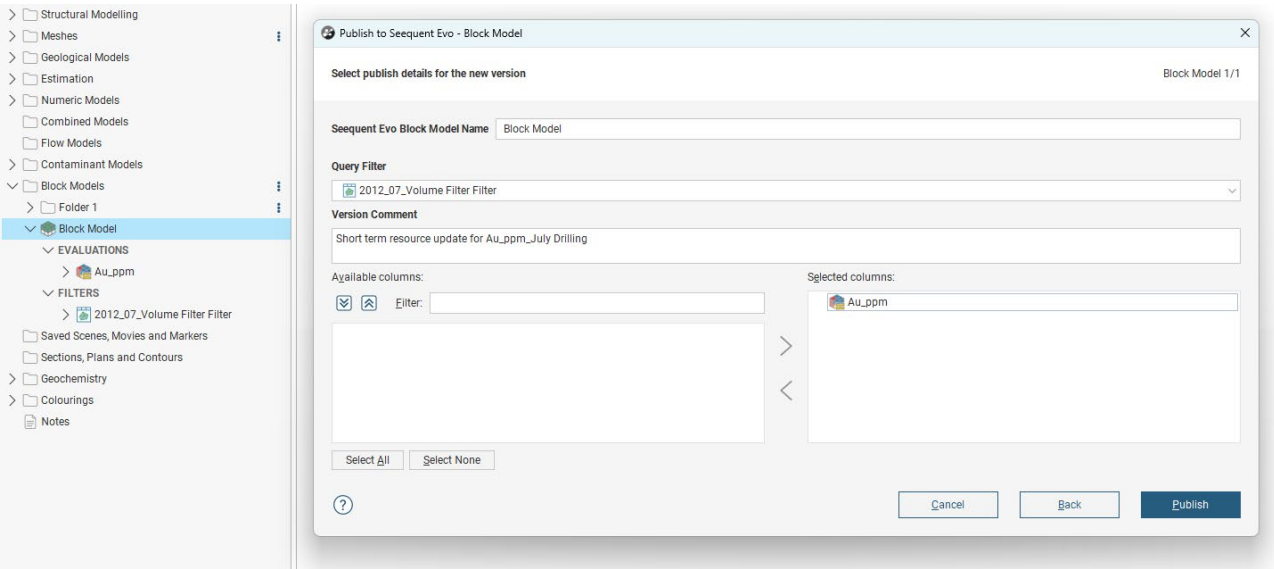 Structural Modelling
Meshes
Geological Models
Estimation
Numeric Models
Combined Models
Flow Models
Contaminant Models
Block Models
Folder 1
Block Model
EVALUATIONS
Au_ppm
FILTERS
2012_07_Volume Filter Filter
Saved Scenes, Movies and Markers
Sections, Plans and Contours
Geochemistry
Colourings
Notes
Publish to Seequent Evo - Block Model
Select publish details for the new version
Block Model 1/1
Seequent Evo Block Model Name
Block Model
Query Filter
2012_07_Volume Filter Filter
Version Comment
Short term resource update for Au_ppm_July Drilling
Available columns:
Selected columns:
Filter:
Au_ppm
Select All
Select None
?
Cancel
Back
Publish